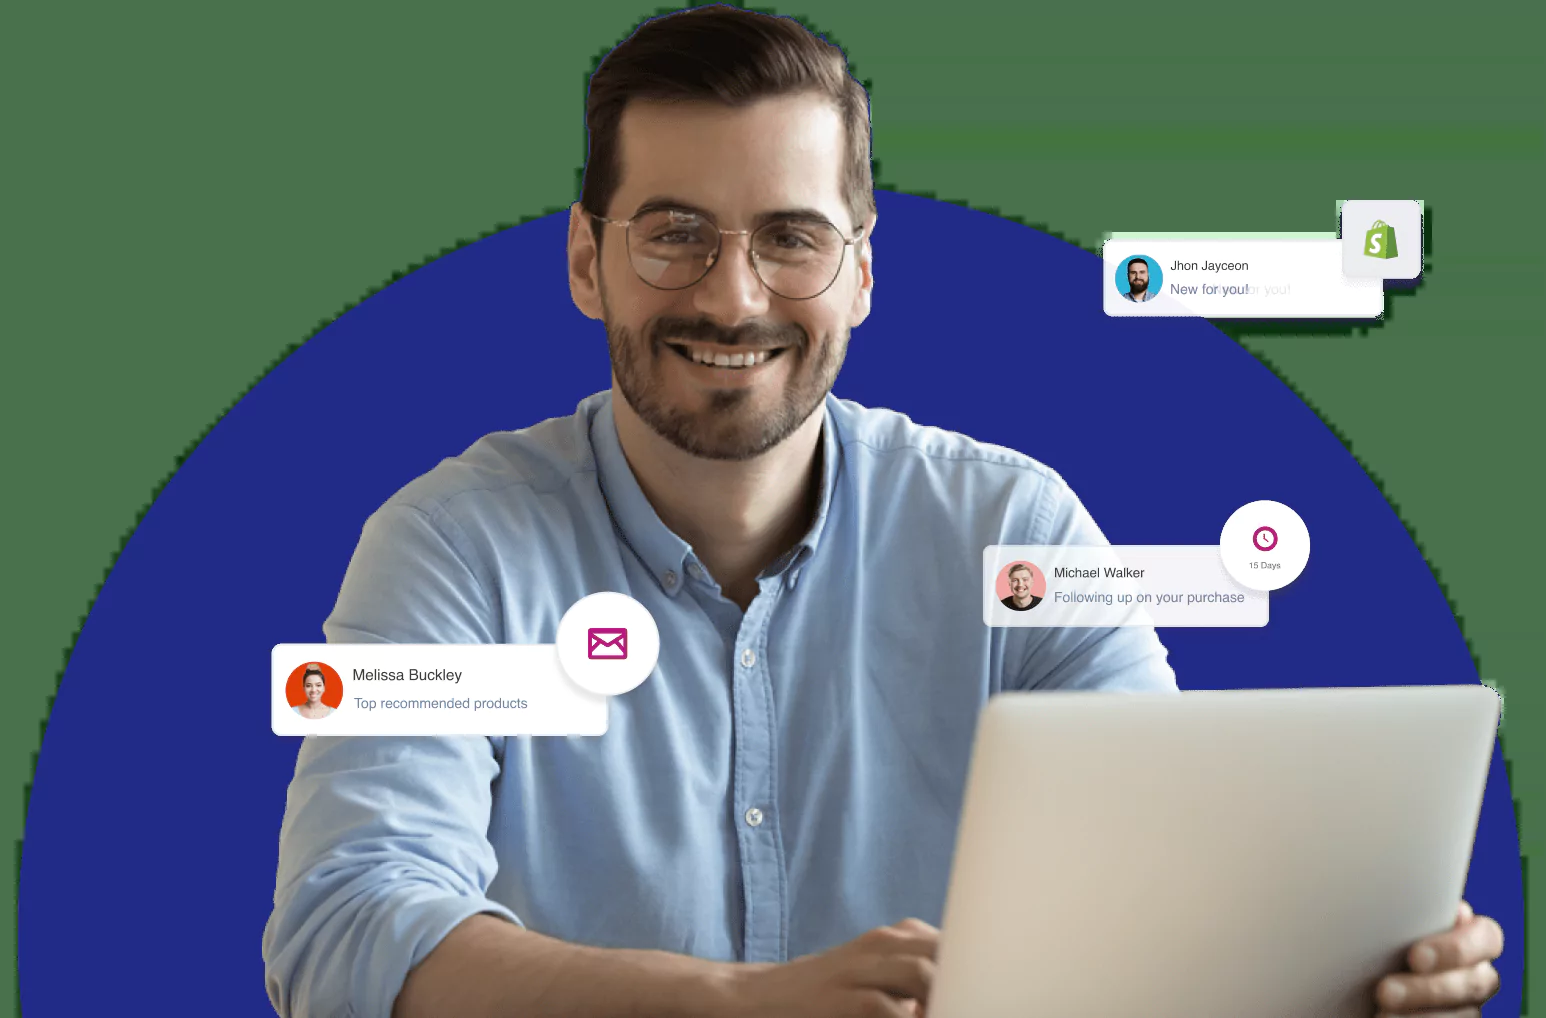 Jhon Jayceon
New for you!
Michael Walker
Following up on your purchase
15 Days
Melissa Buckley
Top recommended products